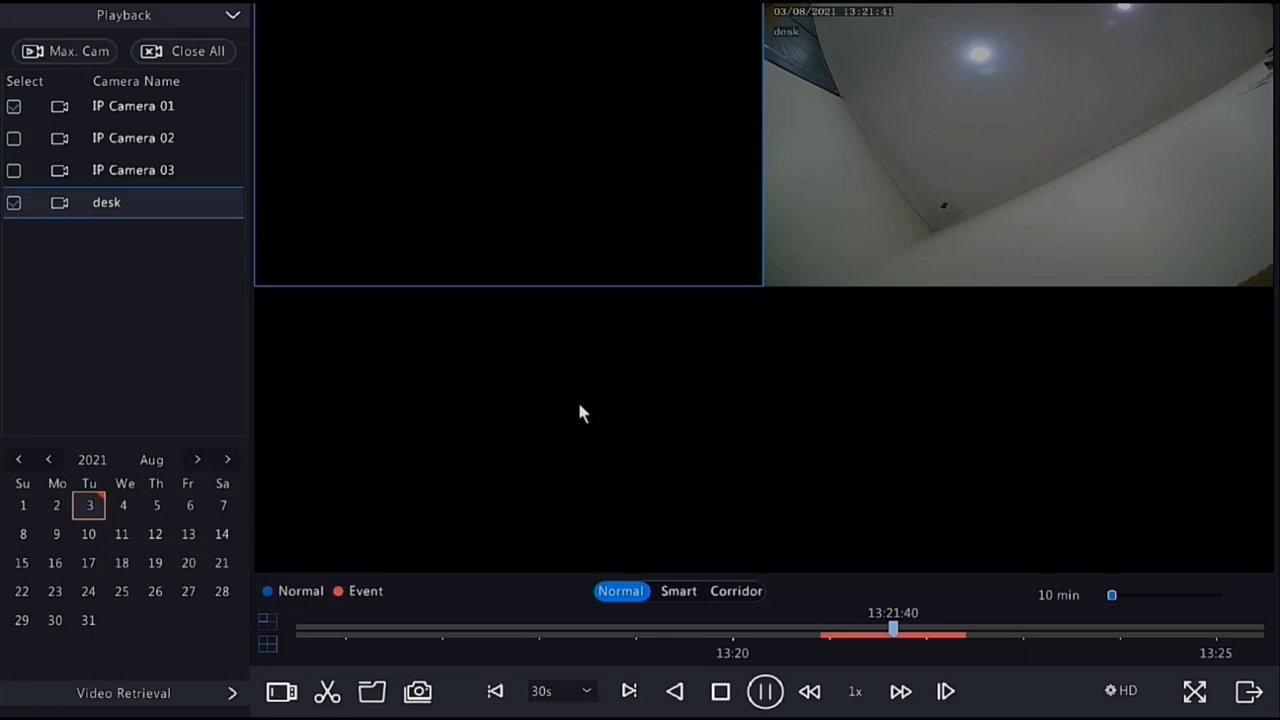 Playback
Max. Cam
Close All
Select
Camera Name
IP Camera 01
IP Camera 02
IP Camera 03
desk
03/08/2021 13:21:41
desk
2021 Aug
Su Mo Tu We Th Fr Sa
1 2 3 4 5 6 7
8 9 10 11 12 13 14
15 16 17 18 19 20 21
22 23 24 25 26 27 28
29 30 31
Video Retrieval
Normal
Event
Normal
Smart
Corridor
10 min
13:21:40
13:20
13:25
30s
1x
HD